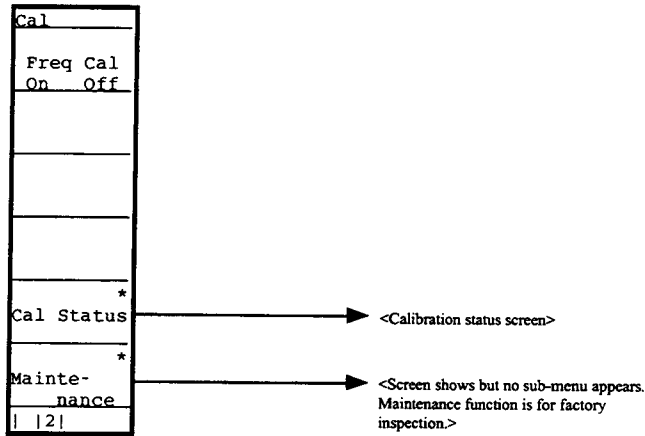 Cal
Freq Cal
On Off
*
Cal Status
<Calibration status screen>
*
Mainte-
nance
<Screen shows but no sub-menu appears.
Maintenance function is for factory
inspection.>
| |2|